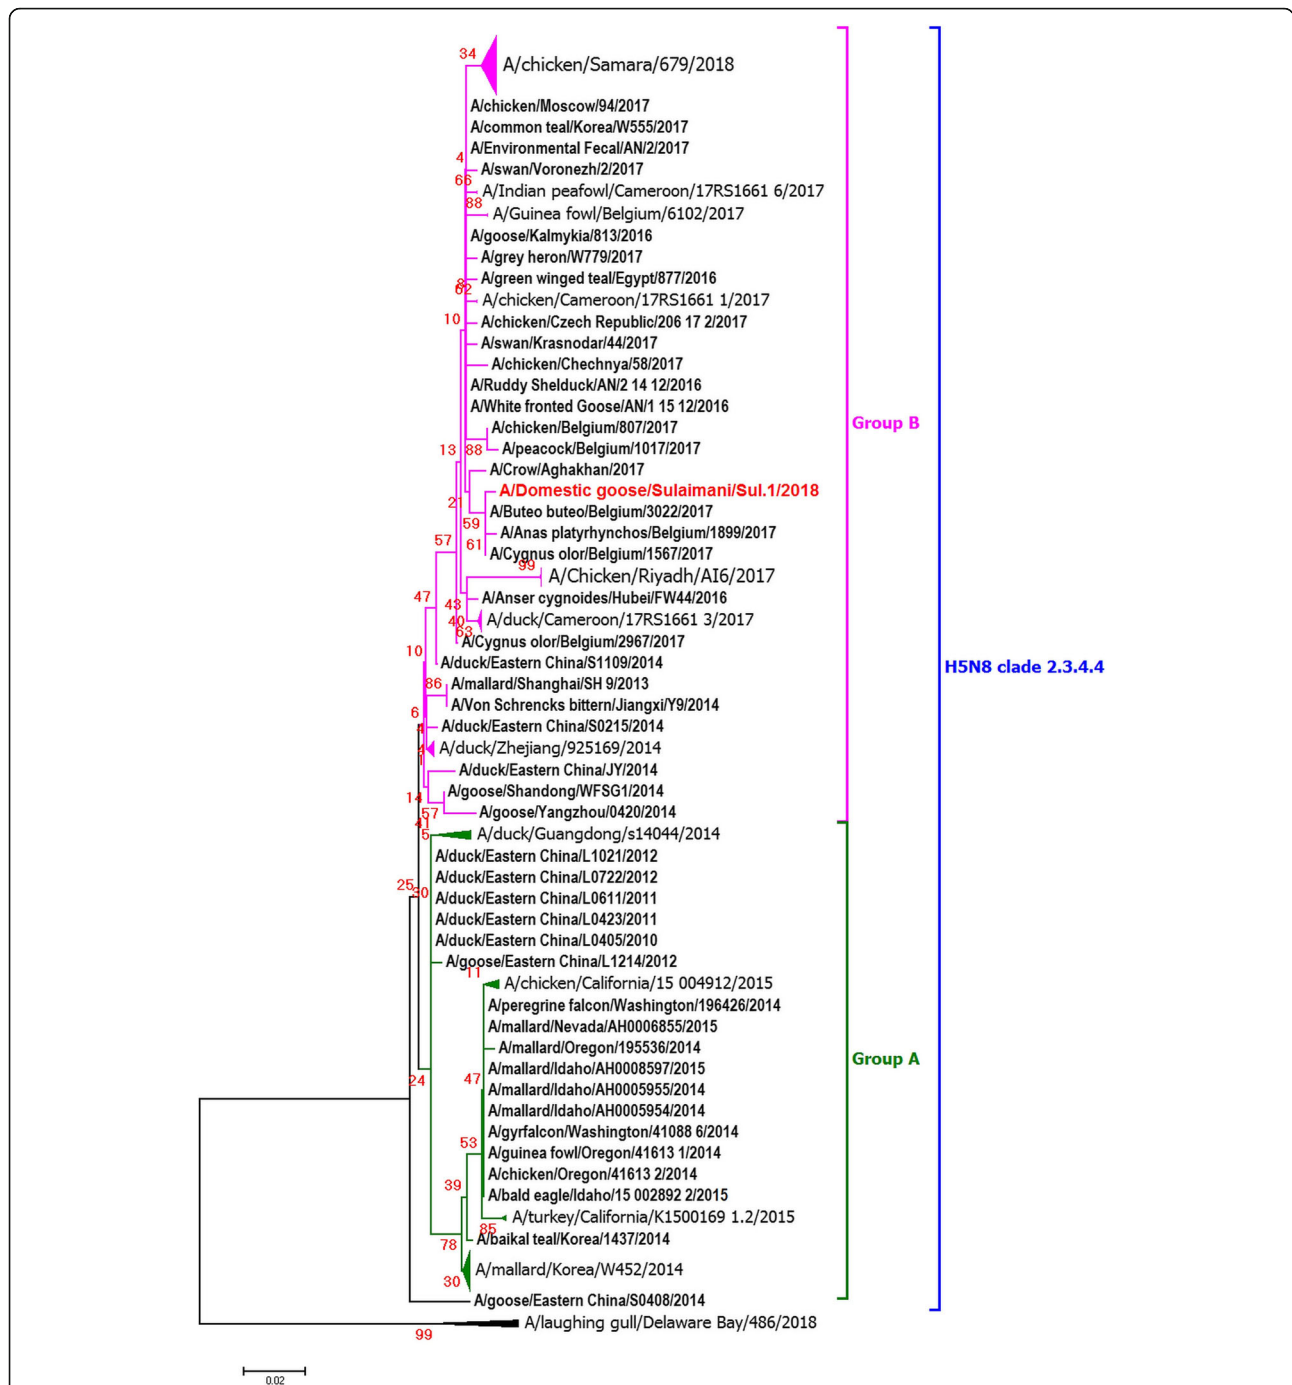 34
A/chicken/Samara/679/2018
A/chicken/Moscow/94/2017
A/common teal/Korea/W555/2017
A/Environmental Fecal/AN/2/2017
4
A/swan/Voronezh/2/2017
66
A/Indian peafowl/Cameroon/17RS1661 6/2017
88
A/Guinea fowl/Belgium/6102/2017
A/goose/Kalmykia/813/2016
A/grey heron/W779/2017
A/green winged teal/Egypt/877/2016
62
A/chicken/Cameroon/17RS1661 1/2017
10
A/chicken/Czech Republic/206 17 2/2017
A/swan/Krasnodar/44/2017
A/chicken/Chechnya/58/2017
A/Ruddy Shelduck/AN/2 14 12/2016
A/White fronted Goose/AN/1 15 12/2016
Group B
A/chicken/Belgium/807/2017
13 88
A/peacock/Belgium/1017/2017
A/Crow/Aghakhan/2017
A/Domestic goose/Sulaimani/Sul.1/2018
21
A/Buteo buteo/Belgium/3022/2017
59
A/Anas platyrhynchos/Belgium/1899/2017
57
61
A/Cygnus olor/Belgium/1567/2017
99
A/Chicken/Riyadh/AI6/2017
47
A/Anser cygnoides/Hubei/FW44/2016
43
40
A/duck/Cameroon/17RS1661 3/2017
63
A/Cygnus olor/Belgium/2967/2017
10
A/duck/Eastern China/S1109/2014
H5N8 clade 2.3.4.4
86
A/mallard/Shanghai/SH 9/2013
A/Von Schrencks bittern/Jiangxi/Y9/2014
6
4
A/duck/Eastern China/S0215/2014
4
A/duck/Zhejiang/925169/2014
1
A/duck/Eastern China/JY/2014
A/goose/Shandong/WFSG1/2014
14
57
A/goose/Yangzhou/0420/2014
41
5
A/duck/Guangdong/s14044/2014
A/duck/Eastern China/L1021/2012
A/duck/Eastern China/L0722/2012
25
30
A/duck/Eastern China/L0611/2011
A/duck/Eastern China/L0423/2011
A/duck/Eastern China/L0405/2010
A/goose/Eastern China/L1214/2012
11
A/chicken/California/15 004912/2015
A/peregrine falcon/Washington/196426/2014
A/mallard/Nevada/AH0006855/2015
A/mallard/Oregon/195536/2014
Group A
A/mallard/Idaho/AH0008597/2015
24
47
A/mallard/Idaho/AH0005955/2014
A/mallard/Idaho/AH0005954/2014
A/gyrfalcon/Washington/41088 6/2014
53
A/guinea fowl/Oregon/41613 1/2014
A/chicken/Oregon/41613 2/2014
39
A/bald eagle/Idaho/15 002892 2/2015
A/turkey/California/K1500169 1.2/2015
85
A/baikal teal/Korea/1437/2014
78
A/mallard/Korea/W452/2014
30
A/goose/Eastern China/S0408/2014
A/laughing gull/Delaware Bay/486/2018
99
0.02